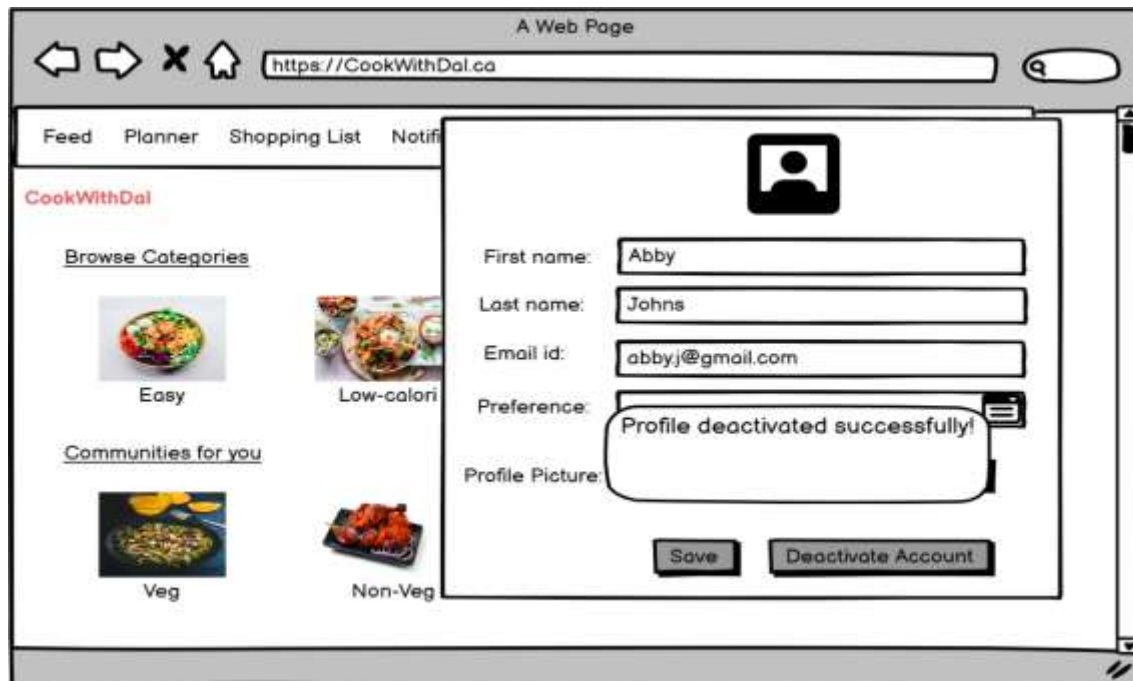 A Web Page
https://CookWithDal.ca
Feed Planner Shopping List Notifi
CookWithDal
Browse Categories
Easy
Low-calori
Communities for you
Veg
Non-Veg
First name: Abby
Last name: Johns
Email id: abbyj@gmail.com
Preference:
Profile deactivated successfully!
Profile Picture:
Save Deactivate Account